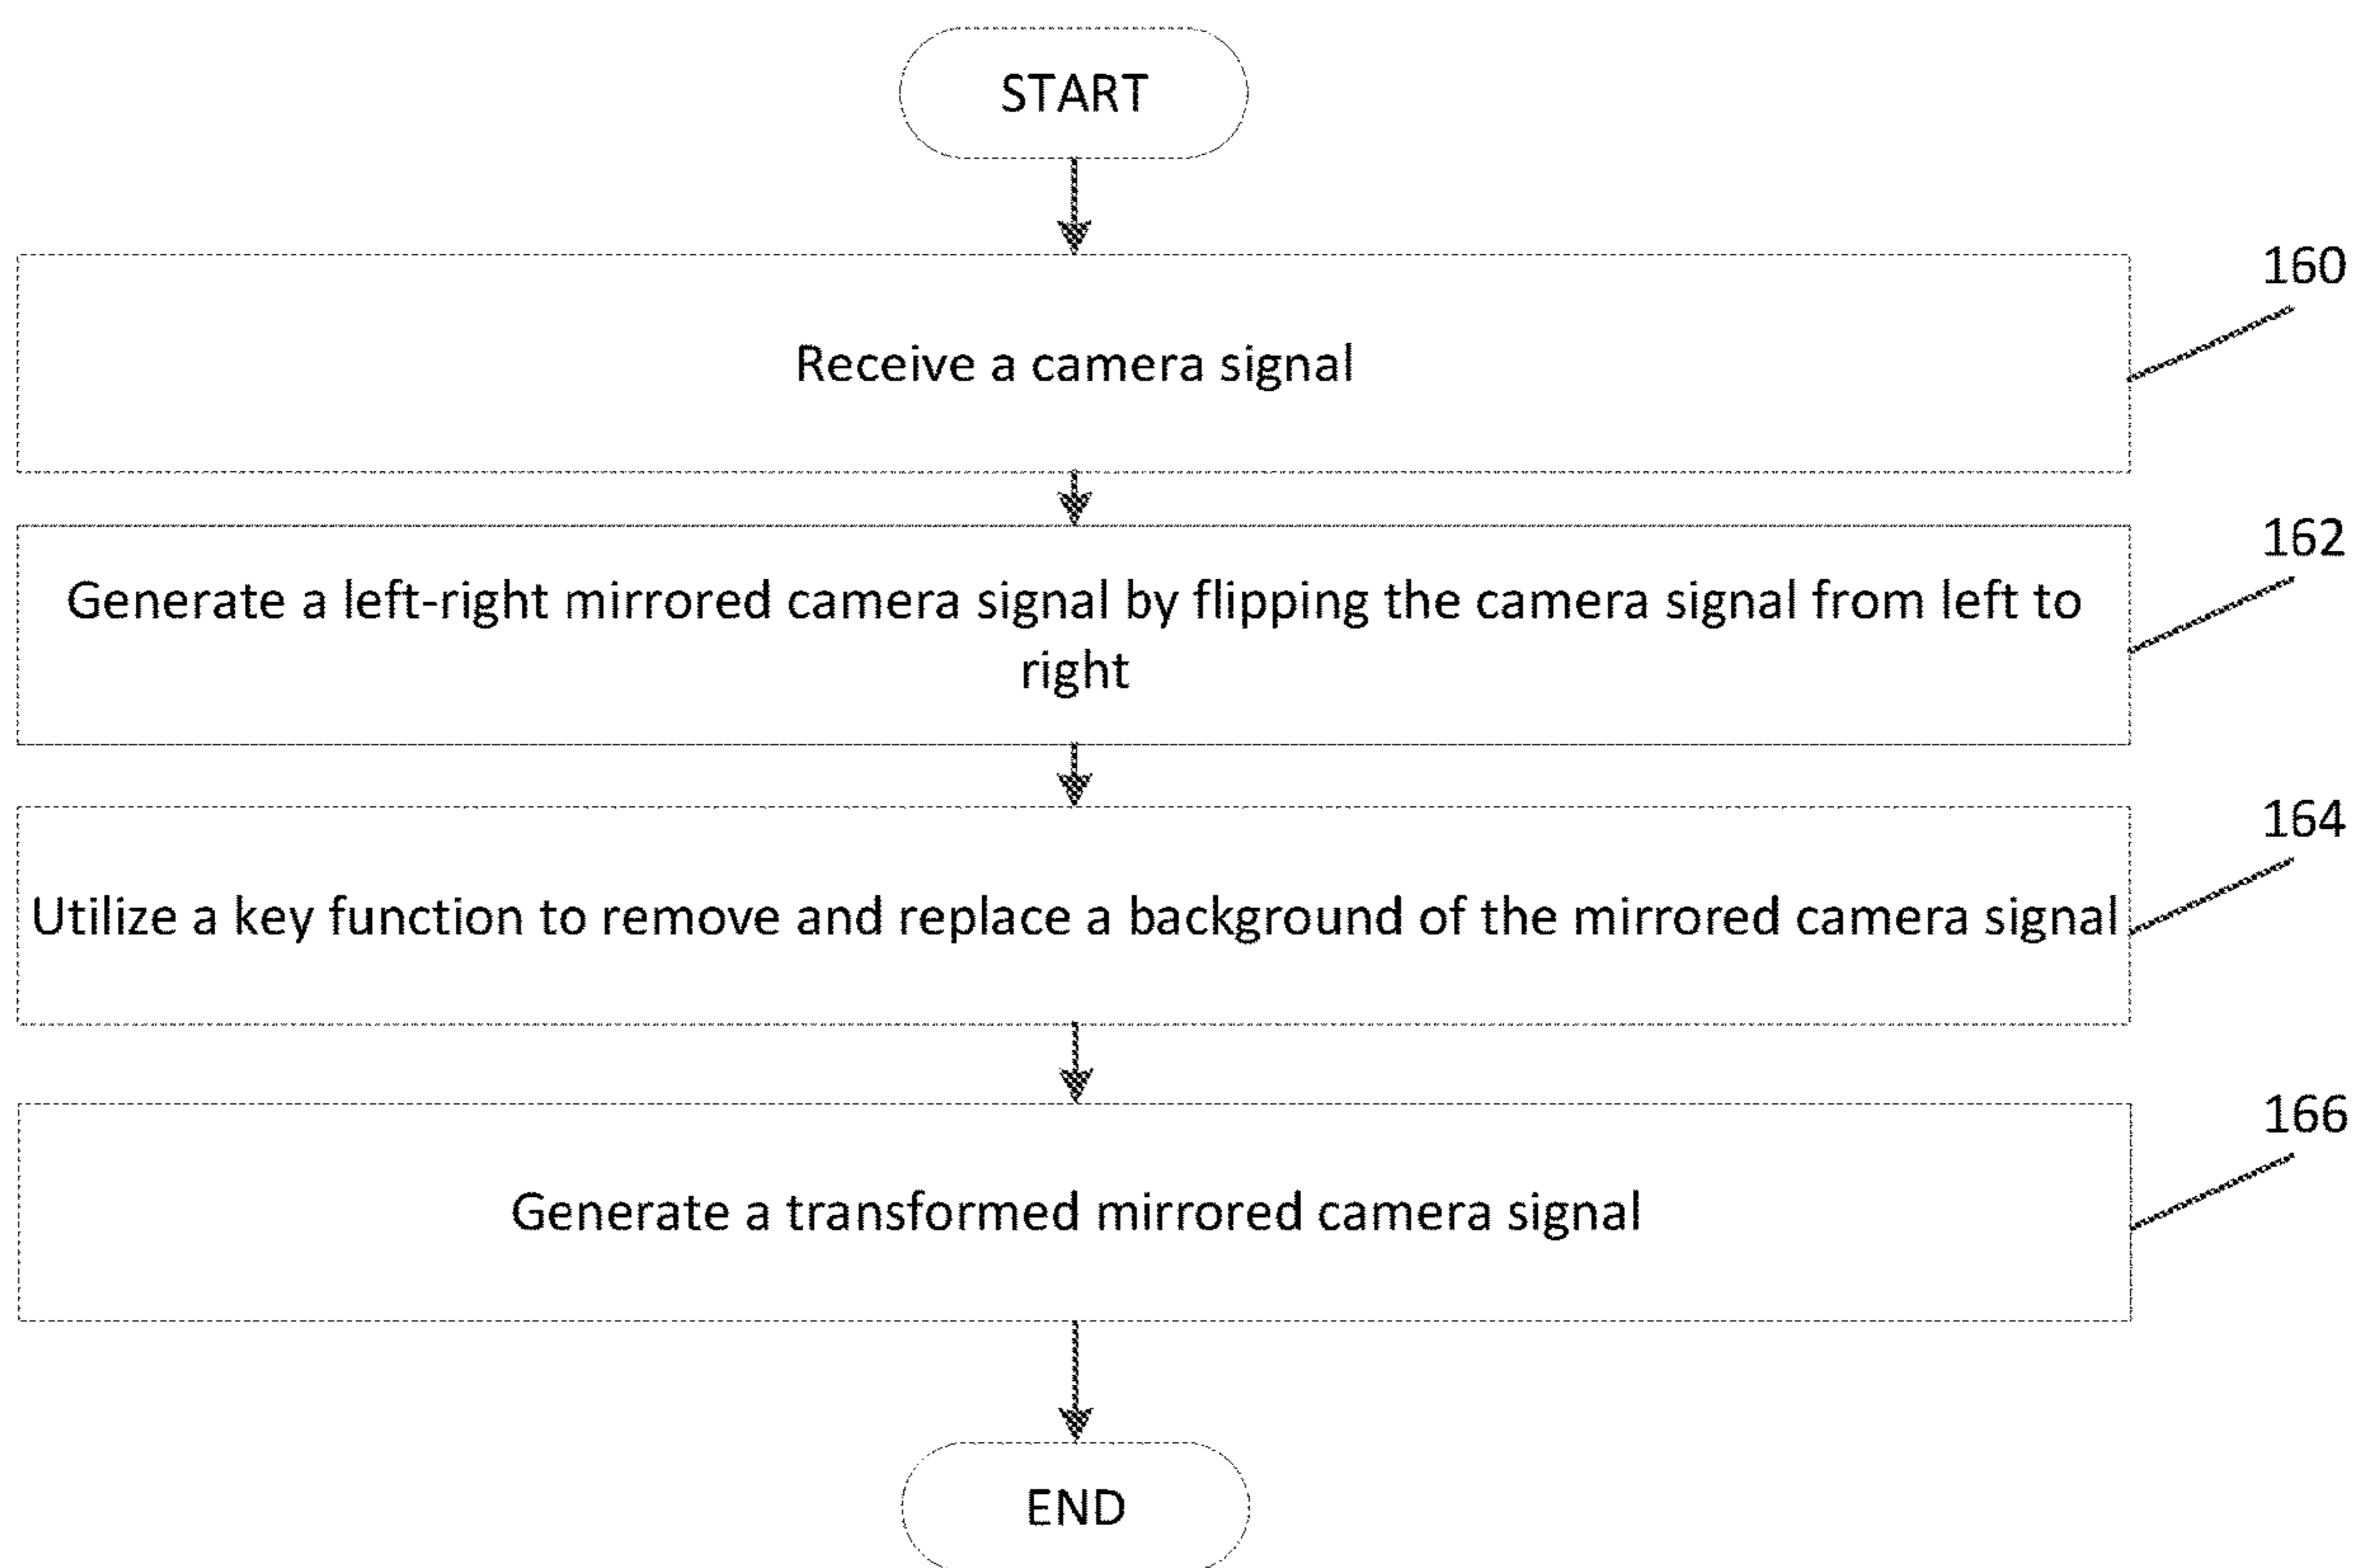 START
160
Receive a camera signal
162
Generate a left-right mirrored camera signal by flipping the camera signal from left to
right
164
Utilize a key function to remove and replace a background of the mirrored camera signal
166
Generate a transformed mirrored camera signal
END